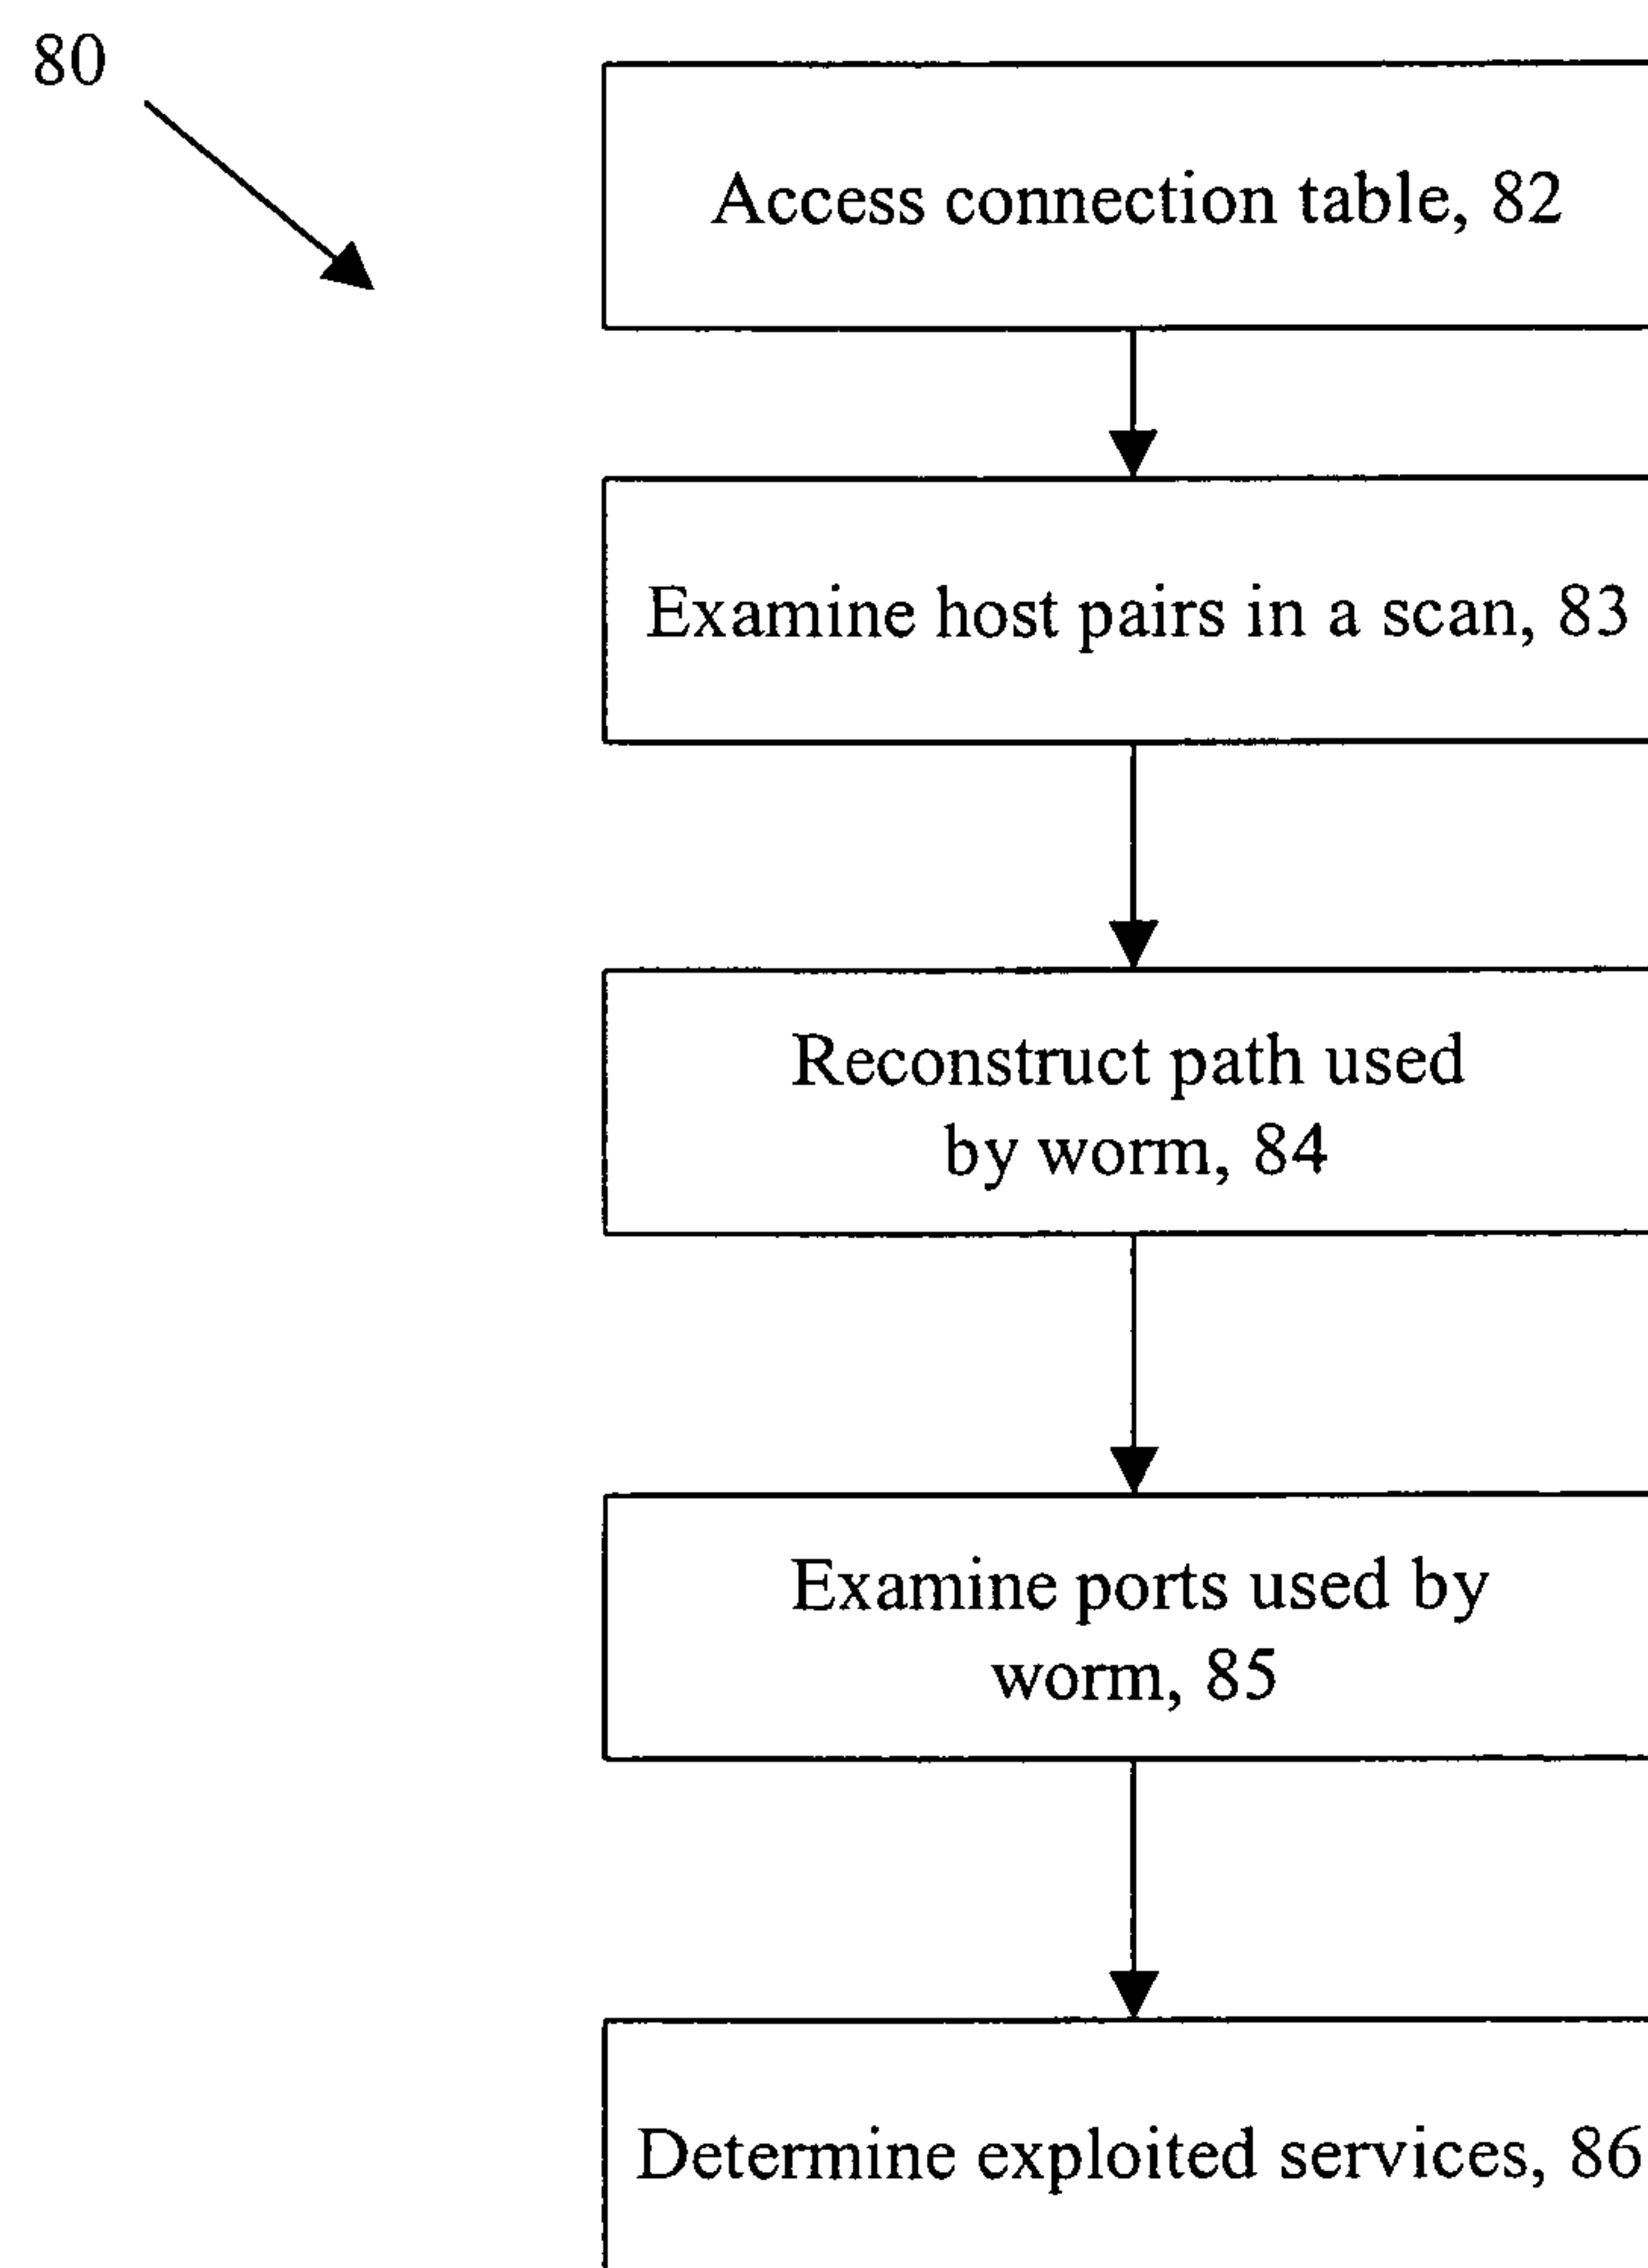 80
Access connection table, 82
Examine host pairs in a scan, 83
Reconstruct path used
by worm, 84
Examine ports used by
worm, 85
Determine exploited services, 86